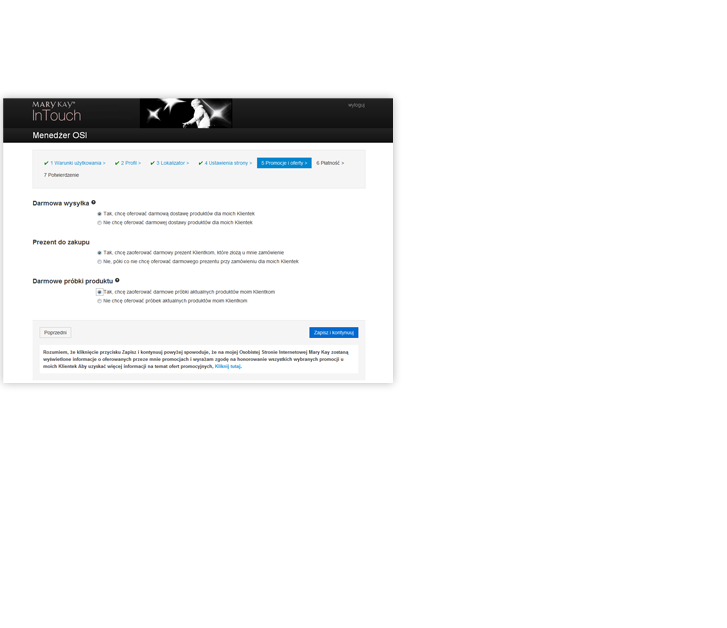 MARY KAY®
InTouch
wyloguj
Menedżer OSI
✔ 1 Warunki użytkowania > ✔ 2 Profil > ✔ 3 Lokalizator > ✔ 4 Ustawienia strony > 5 Promocje i oferty > 6 Płatność >
7 Potwierdzenie
Darmowa wysyłka
Tak, chcę oferować darmową dostawę produktów dla moich Klientek
Nie chcę oferować darmowej dostawy produktów dla moich Klientek
Prezent do zakupu
Tak, chcę zaoferować darmowy prezent Klientkom, które złożą u mnie zamówienie
Nie, póki co nie chcę oferować darmowego prezentu przy zamówieniu dla moich Klientek
Darmowe próbki produktu
Tak, chcę zaoferować darmowe próbki aktualnych produktów moim Klientkom
Nie chcę oferować próbek aktualnych produktów moim Klientkom
Poprzedni
Zapisz i kontynuuj
Rozumiem, że kliknięcie przycisku Zapisz i kontynuuj powyżej spowoduje, że na mojej Osobistej Stronie Internetowej Mary Kay zostaną
wyświetlone informacje o oferowanych przeze mnie promocjach i wyrażam zgodę na honorowanie wszystkich wybranych promocji u
moich Klientek Aby uzyskać więcej informacji na temat ofert promocyjnych, Kliknij tutaj.